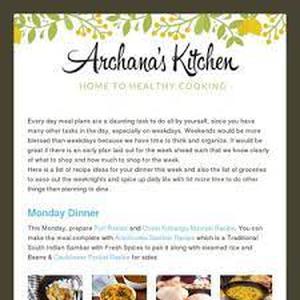 Archana's Kitchen
HOME TO HEALTHY COOKING
Every day meal plans are a daunting task to do all by yourself, since you have
many other tasks in the day, especially on weekdays. Weekends would be more
blessed than weekdays because we have time to think and organize. It would be
great if there is an early plan laid out for the week ahead such that we know clearly
of what to shop and how much to shop for the week.
Here is a list of recipe ideas for your dinner this week and also the list of groceries
to ease out the weeknights and spice up daily life with lot more time to do other
things than planning to dine.
Monday Dinner
This Monday, prepare and Recipe. You can
make the meal complete with Sambar Recipe which is a Traditional
South Indian Sambar with Fresh Spices to pair it along with steamed rice and
Beans & Recipe for sides